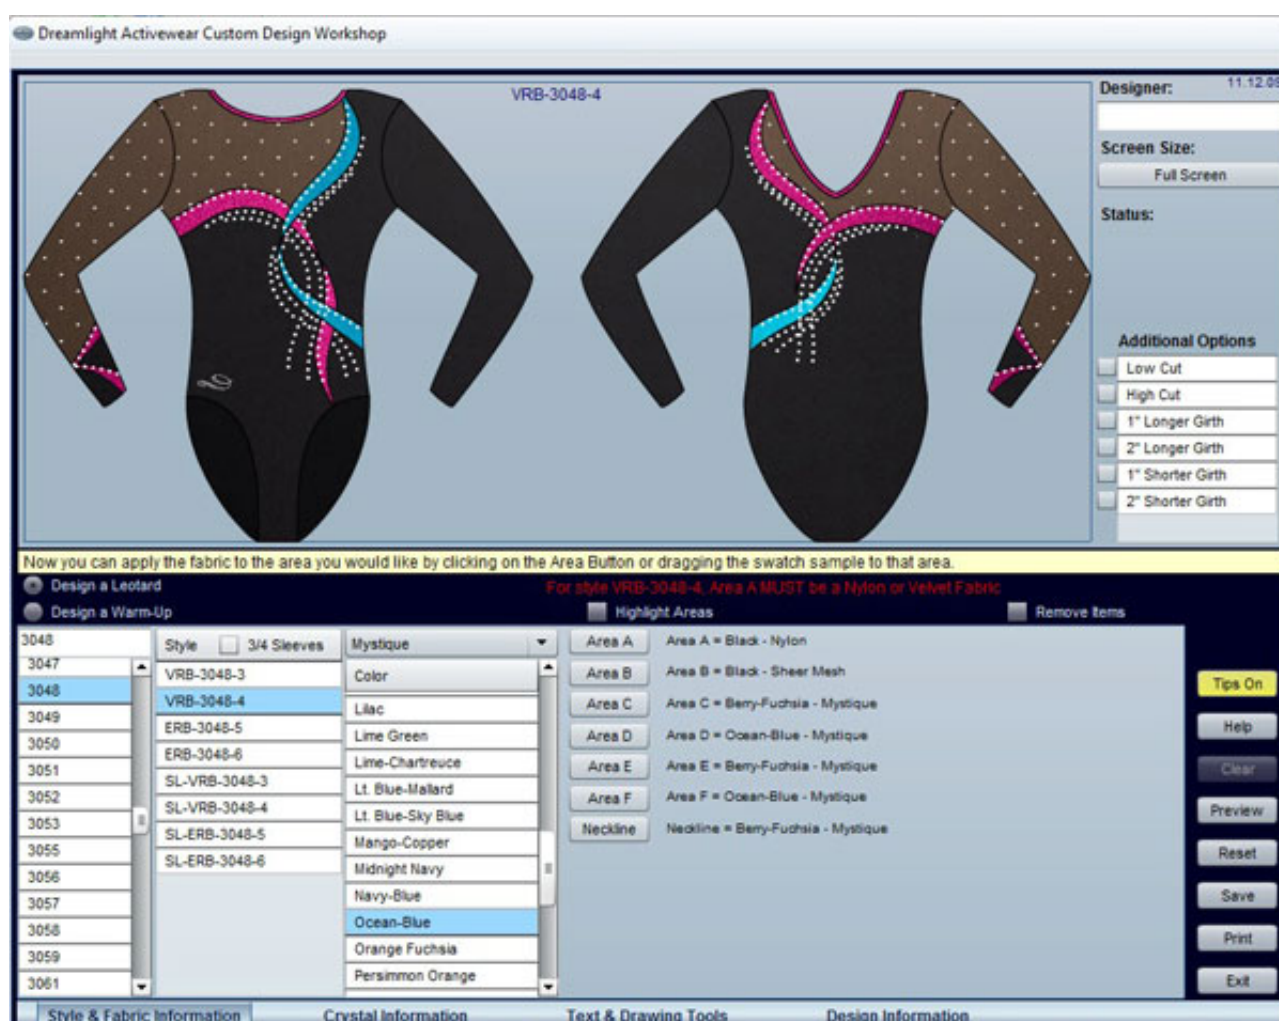 Dreamlight Activewear Custom Design Workshop
VRB-3048-4
Designer:
11.12.09
Screen Size:
Full Screen
Status:
Additional Options
Low Cut
High Cut
1" Longer Girth
2" Longer Girth
1" Shorter Girth
2" Shorter Girth
Now you can apply the fabric to the area you would like by clicking on the Area Button or dragging the swatch sample to that area.
Design a Leotard
For style VRB-3048-4, Area A MUST be a Nylon or Velvet Fabric
Design a Warm-Up
Highlight Areas
Remove Items
3048
3047
3048
3049
3050
3051
3052
3053
3055
3056
3057
3058
3059
3061
Style
3/4 Sleeves
VRB-3048-3
VRB-3048-4
ERB-3048-5
ERB-3048-6
SL-VRB-3048-3
SL-VRB-3048-4
SL-ERB-3048-5
SL-ERB-3048-6
Mystique
Color
Lilac
Lime Green
Lime-Chartreuce
Lt. Blue-Mallard
Lt. Blue-Sky Blue
Mango-Copper
Midnight Navy
Navy-Blue
Ocean-Blue
Orange Fuchsia
Persimmon Orange
Area A Area A = Black - Nylon
Area B Area B = Black - Sheer Mesh
Area C Area C = Berry-Fuchsia - Mystique
Area D Area D = Ocean-Blue - Mystique
Area E Area E = Berry-Fuchsia - Mystique
Area F Area F = Ocean-Blue - Mystique
Neckline Neckline = Berry-Fuchsia - Mystique
Tips On
Help
Clear
Preview
Reset
Save
Print
Exit
Style & Fabric Information
Crystal Information
Text & Drawing Tools
Design Information